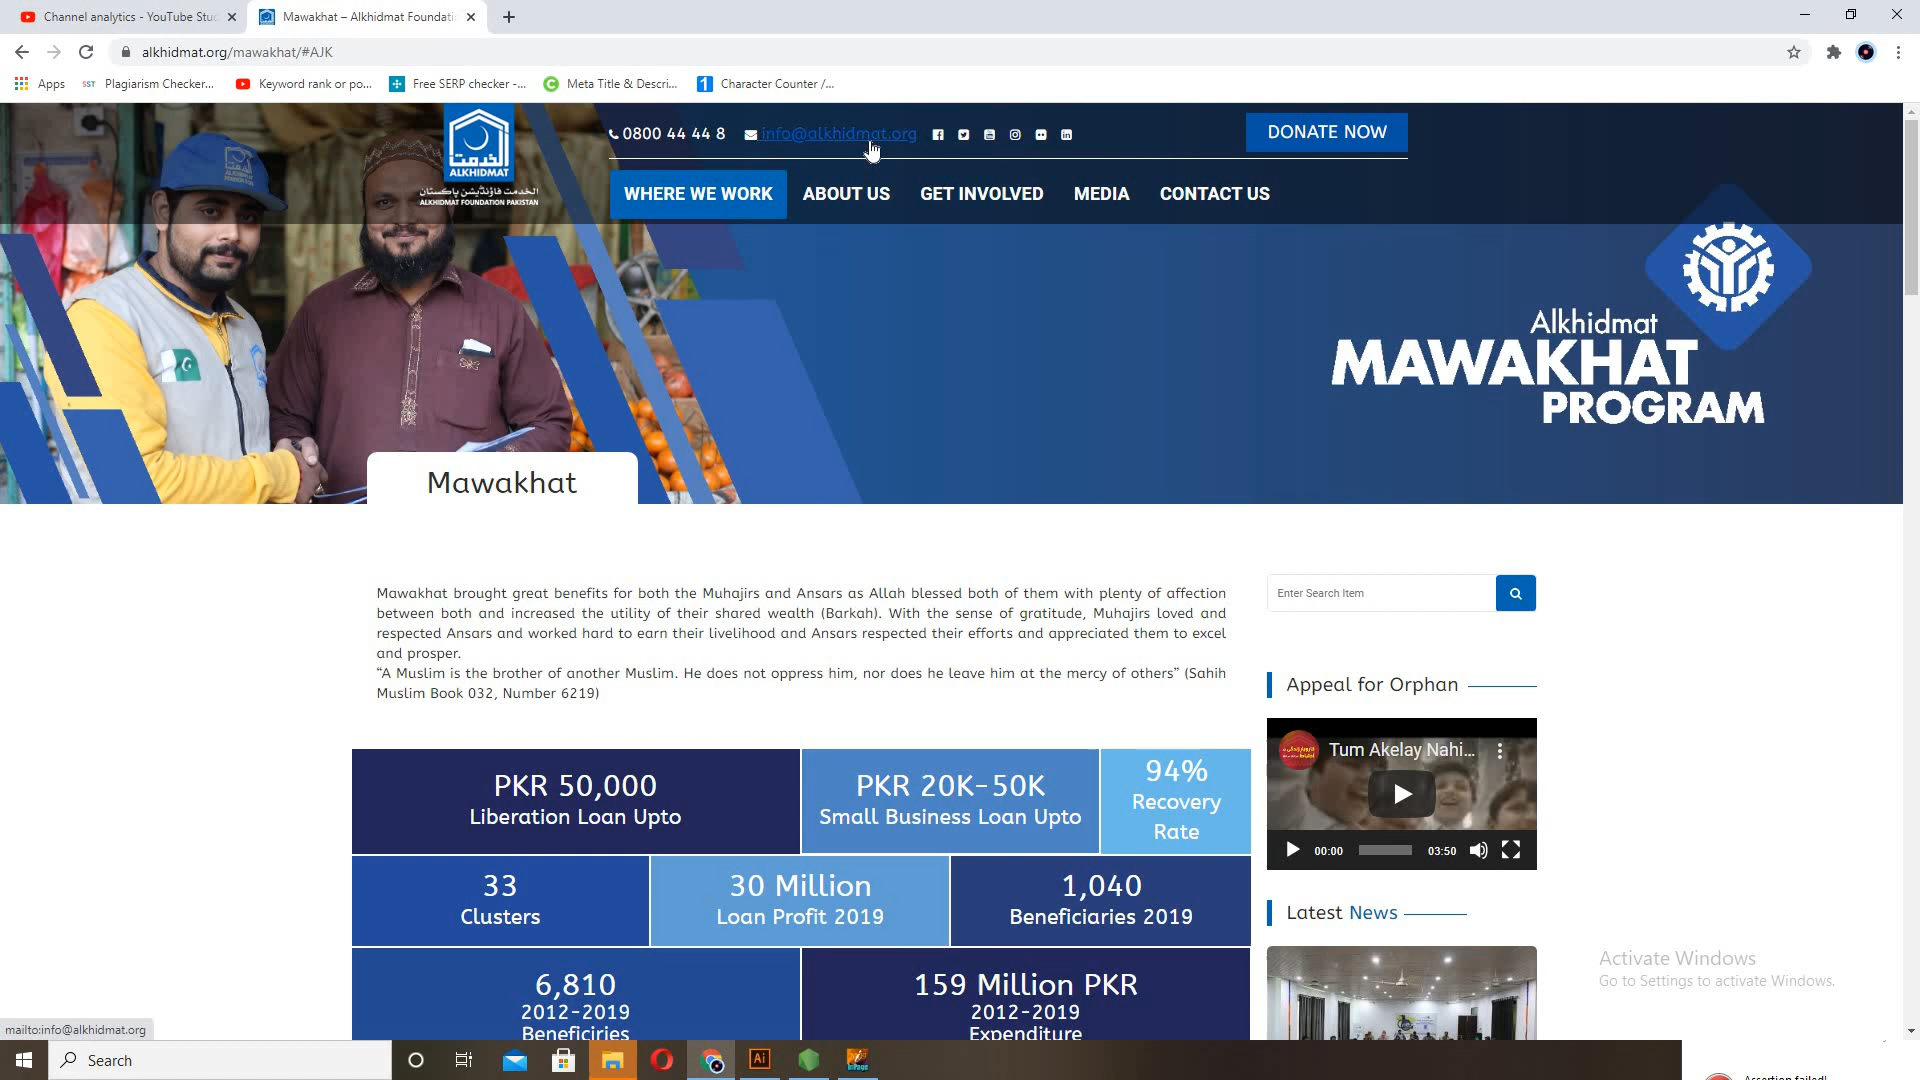 Channel analytics - YouTube Stu
Mawakhat – Alkhidmat Foundati
alkhidmat.org/mawakhat/#AJK
Apps
SST Plagiarism Checker...
Keyword rank or po...
Free SERP checker -...
Meta Title & Descri...
1 Character Counter /...
0800 44 44 8
info@alkhidmat.org
DONATE NOW
الخدمت
ALKHIDMAT
الخدمت فاؤنڈیشن پاکستان
ALKHIDMAT FOUNDATION PAKISTAN
WHERE WE WORK
ABOUT US
GET INVOLVED
MEDIA
CONTACT US
Alkhidmat
MAWAKHAT
PROGRAM
Mawakhat
Mawakhat brought great benefits for both the Muhajirs and Ansars as Allah blessed both of them with plenty of affection
between both and increased the utility of their shared wealth (Barkah). With the sense of gratitude, Muhajirs loved and
respected Ansars and worked hard to earn their livelihood and Ansars respected their efforts and appreciated them to excel
and prosper.
“A Muslim is the brother of another Muslim. He does not oppress him, nor does he leave him at the mercy of others” (Sahih
Muslim Book 032, Number 6219)
Enter Search Item
Appeal for Orphan
Tum Akelay Nahi...
00:00
03:50
PKR 50,000
Liberation Loan Upto
PKR 20K-50K
Small Business Loan Upto
94%
Recovery
Rate
33
Clusters
30 Million
Loan Profit 2019
1,040
Beneficiaries 2019
Latest News
6,810
2012-2019
Beneficiries
159 Million PKR
2012-2019
Expenditure
Activate Windows
Go to Settings to activate Windows.
mailto:info@alkhidmat.org
Search
Ai
Assertion failed!